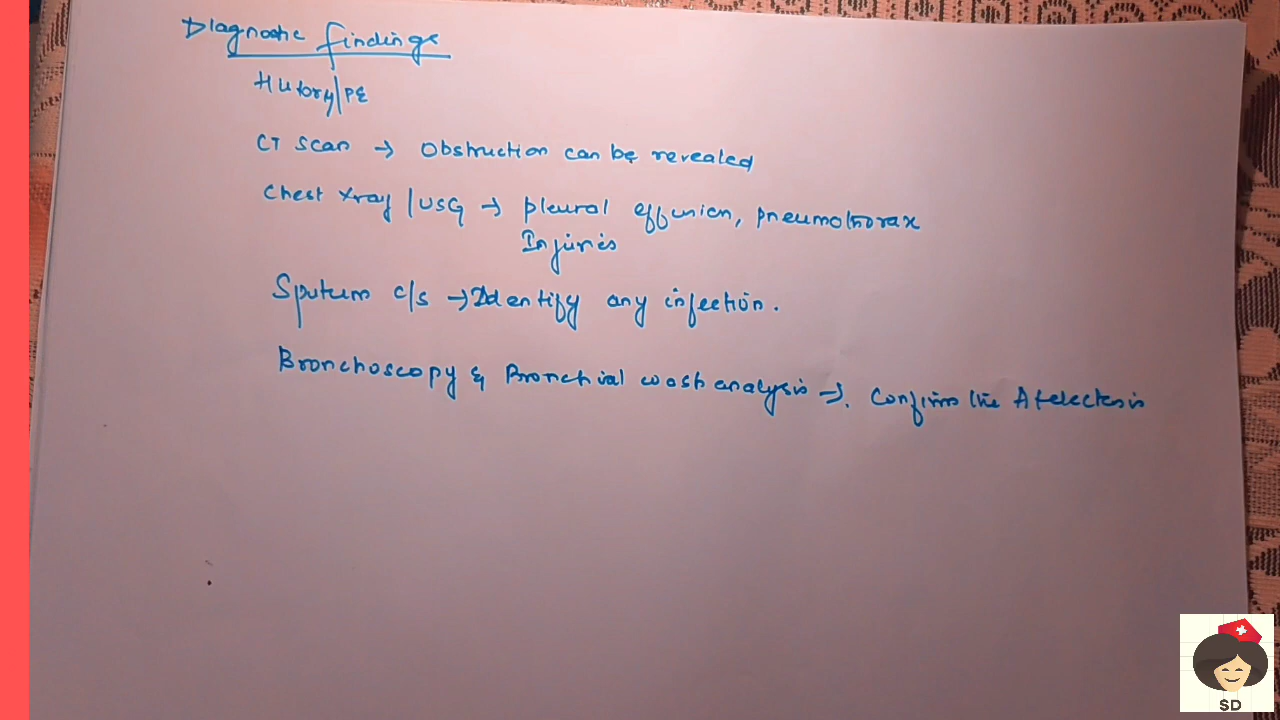 Diagnostic findings
History/PE
CT scan → Obstruction can be revealed
Chest xray/USG → pleural effusion, pneumothorax
Injuries
Sputum c/s → Identify any infection.
Bronchoscopy & Bronchial wash analysis →. Confirm the Atelectasis
SD